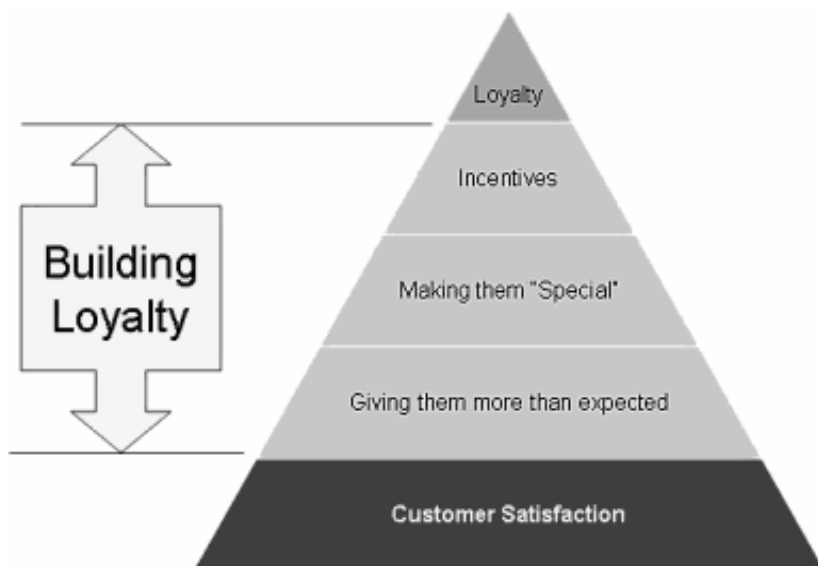 Loyalty
Incentives
Building
Loyalty
Making them "Special"
Giving them more than expected
Customer Satisfaction